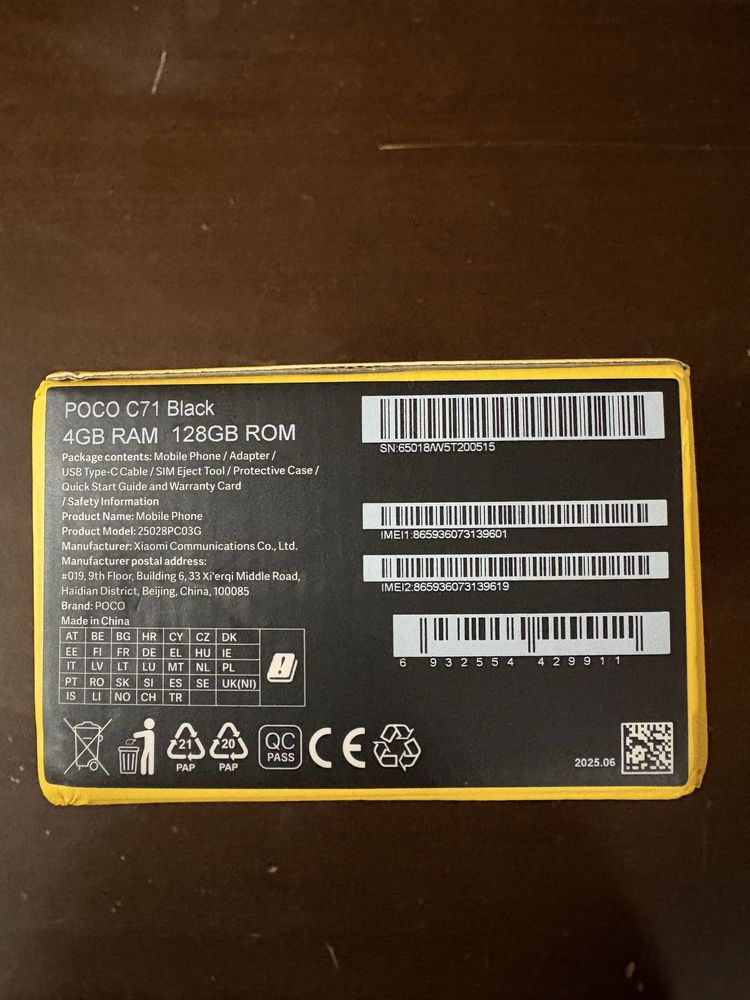 POCO C71 Black
4GB RAM 128GB ROM
Package contents: Mobile Phone / Adapter /
USB Type-C Cable / SIM Eject Tool / Protective Case /
Quick Start Guide and Warranty Card
/ Safety Information
Product Name: Mobile Phone
Product Model: 25028PC03G
Manufacturer: Xiaomi Communications Co., Ltd.
Manufacturer postal address:
#019, 9th Floor, Building 6, 33 Xi'erqi Middle Road,
Haidian District, Beijing, China, 100085
Brand: POCO
Made in China
AT BE BG HR CY CZ DK
EE FI FR DE EL HU IE
IT LV LT LU MT NL PL
PT RO SK SI ES SE UK(NI)
IS LI NO CH TR
21
PAP
20
PAP
QC
PASS
CE
SN:65018/W5T200515
IMEI1:865936073139601
IMEI2:865936073139619
6 932554 429911
2025.06